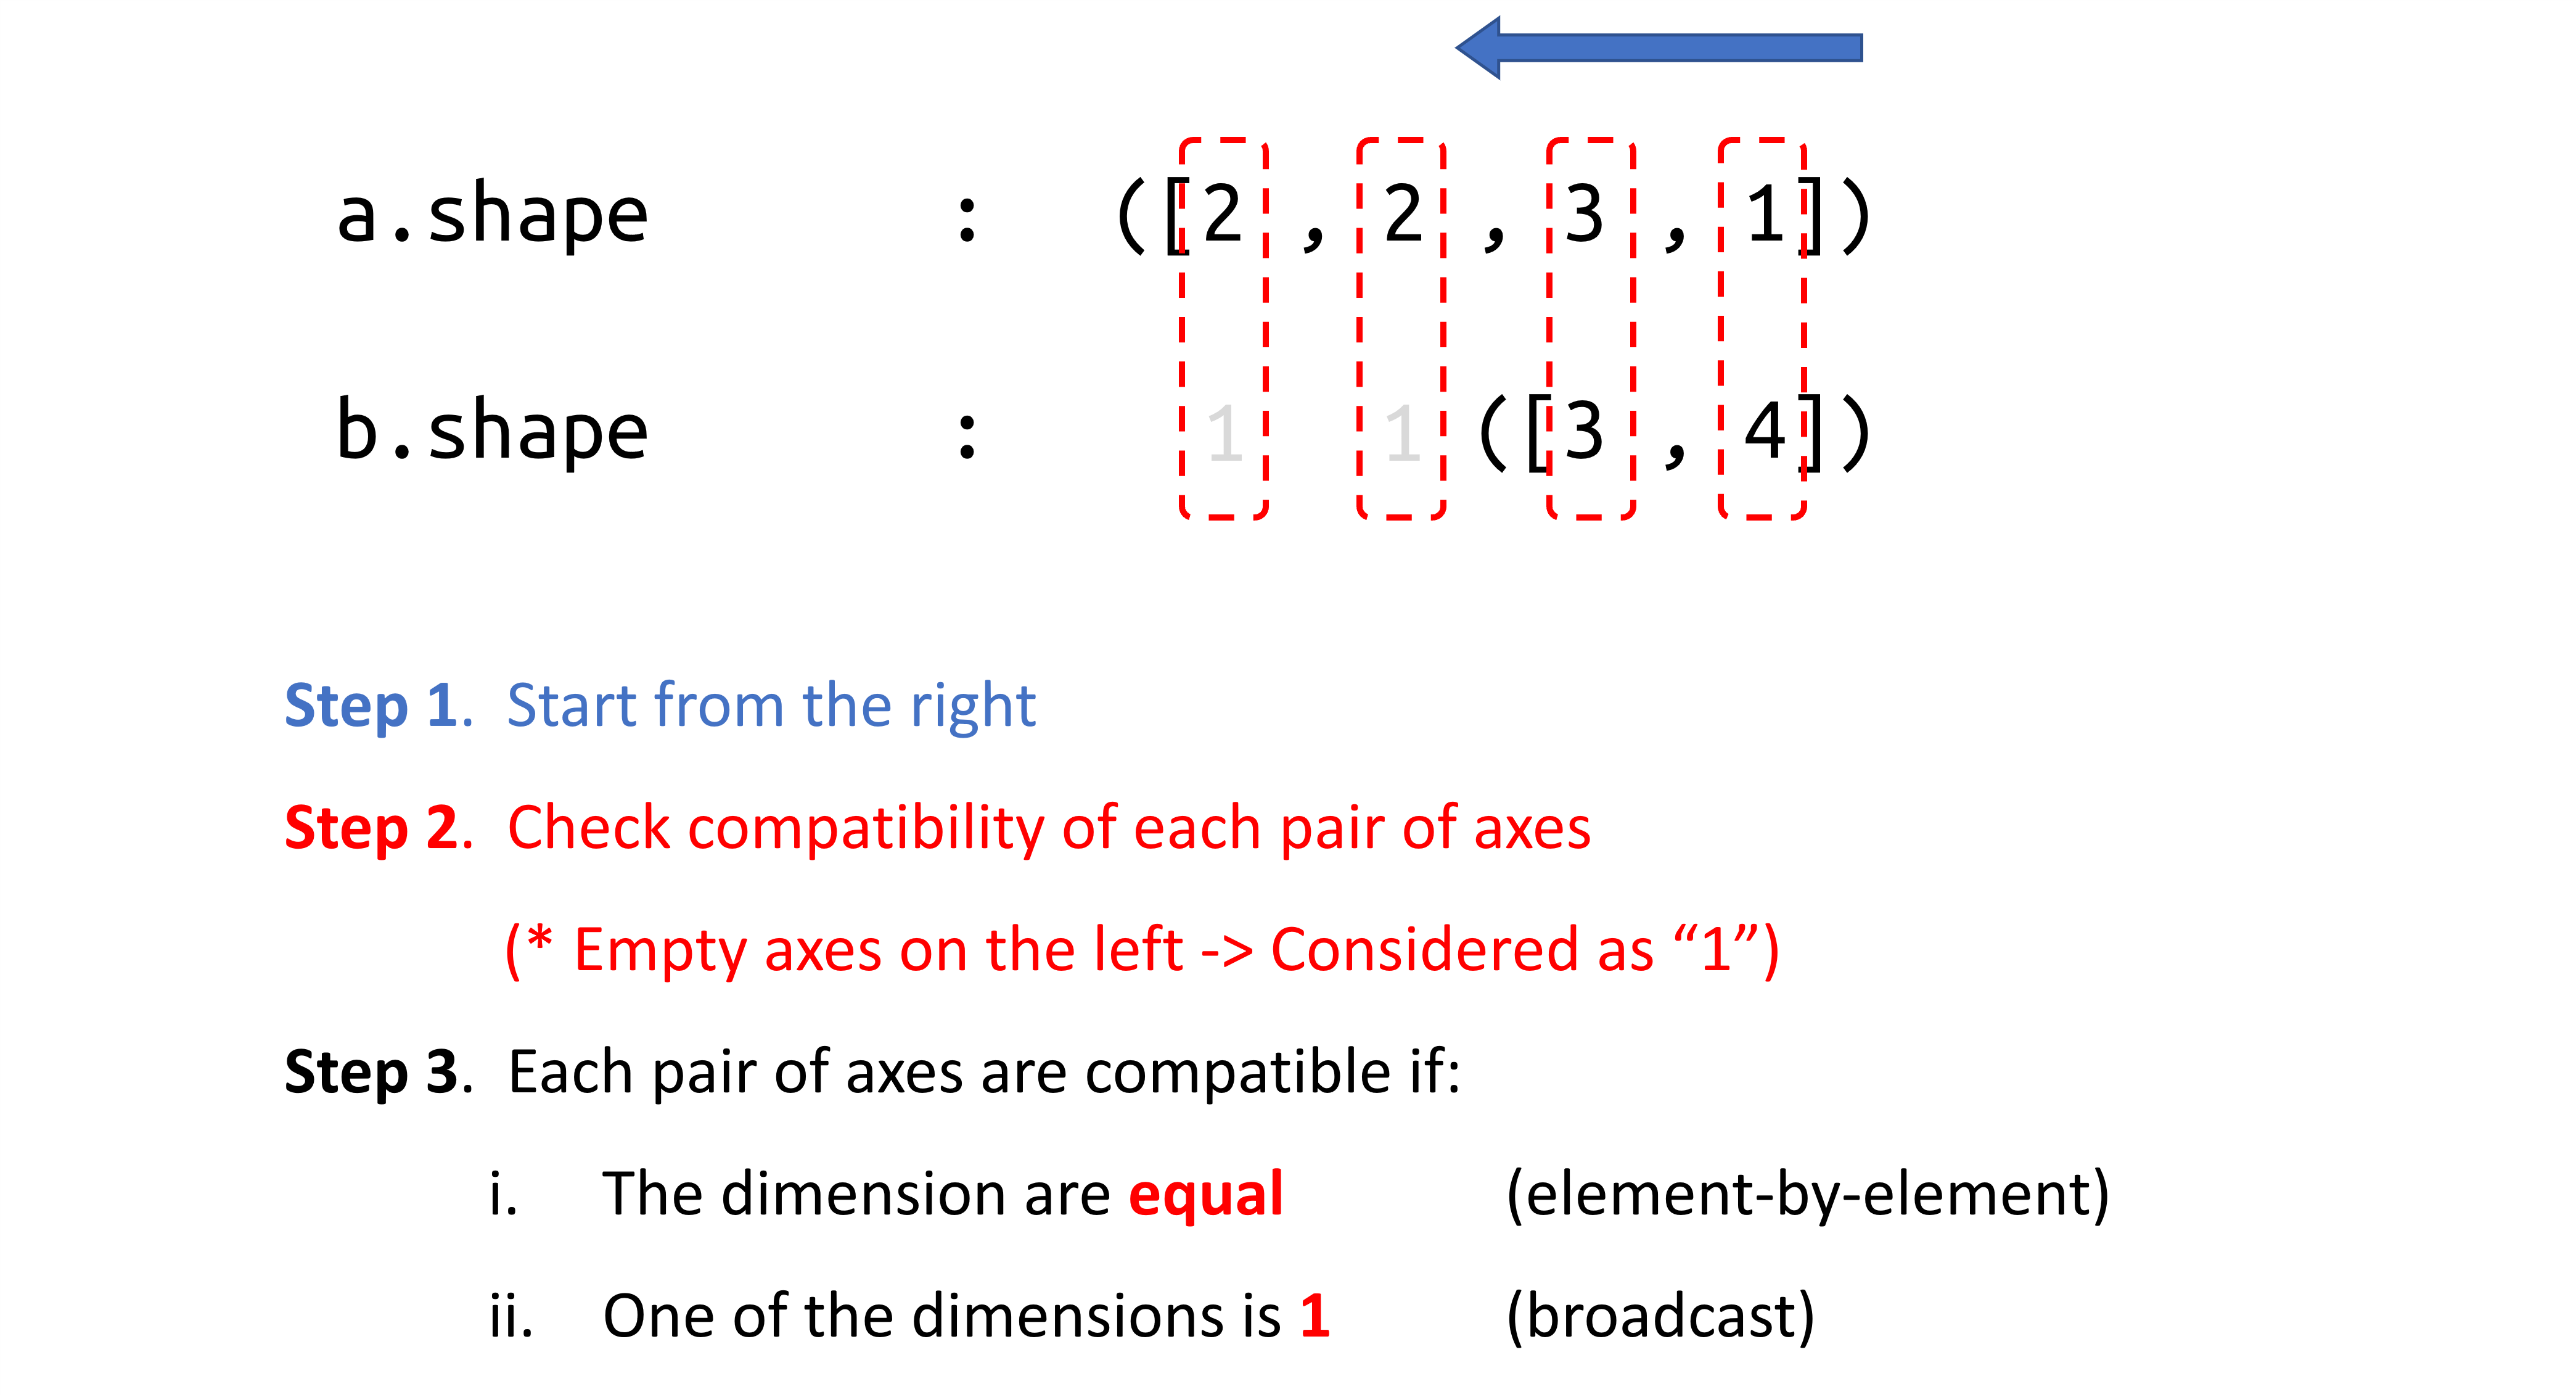 a.shape : ([2 , 2 , 3 , 1])
b.shape : 1 1 ([3 , 4])
Step 1. Start from the right
Step 2. Check compatibility of each pair of axes
(* Empty axes on the left -> Considered as “1”)
Step 3. Each pair of axes are compatible if:
i. The dimension are equal (element-by-element)
ii. One of the dimensions is 1 (broadcast)